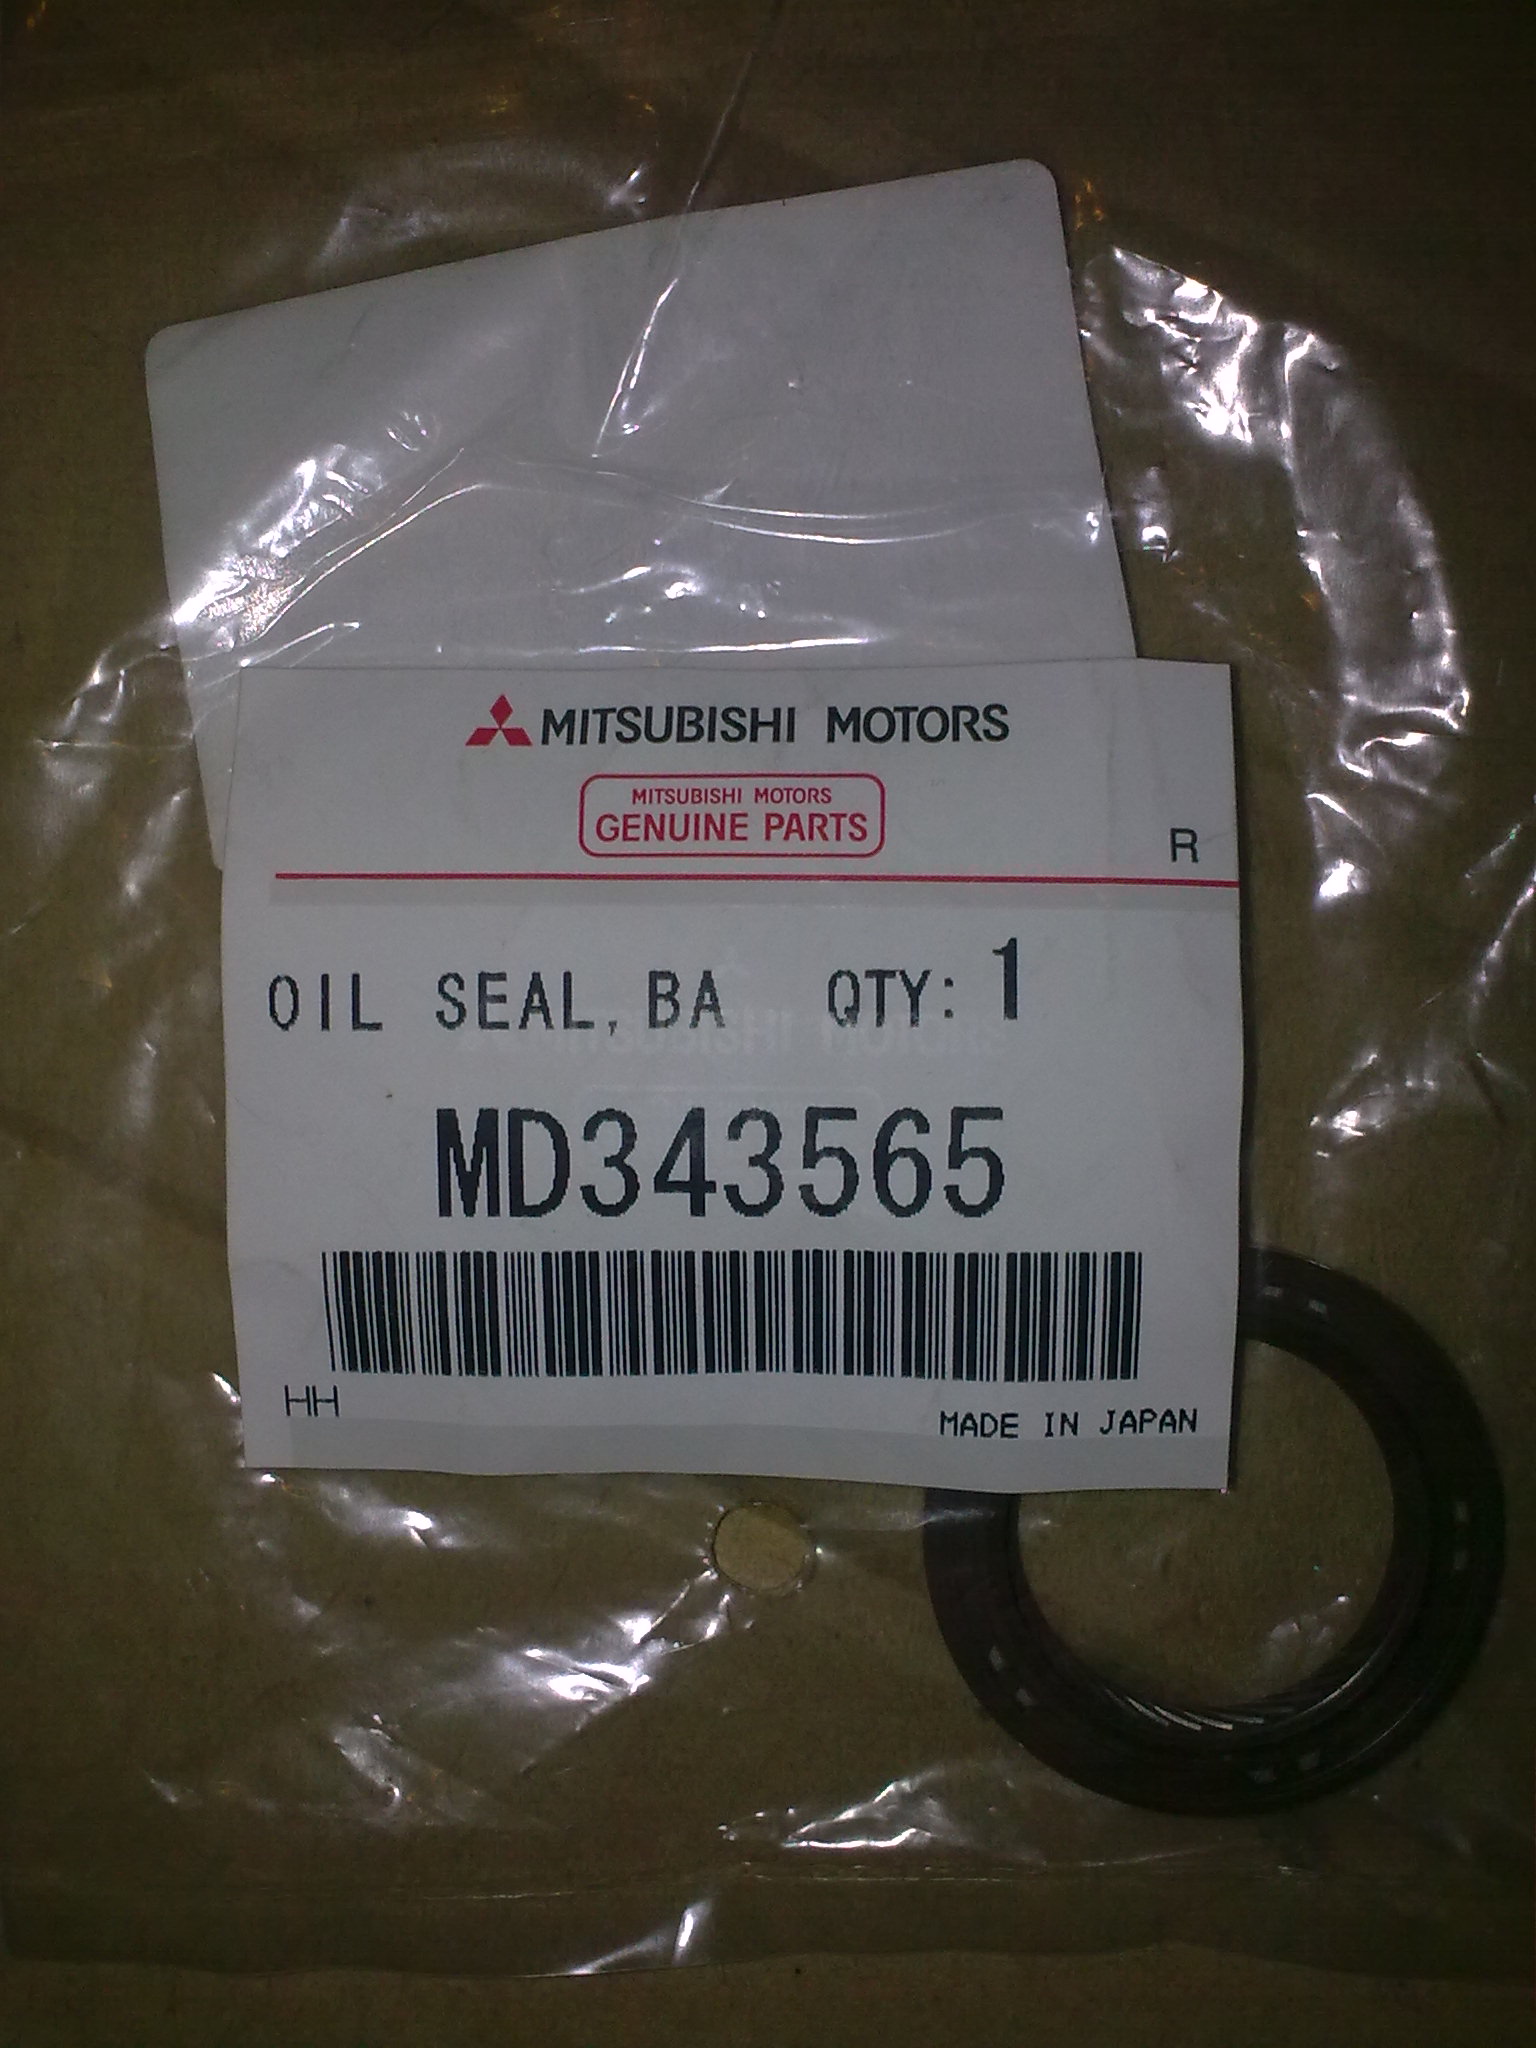 MITSUBISHI MOTORS
MITSUBISHI MOTORS
GENUINE PARTS
R
OIL SEAL, BA QTY: 1
MD343565
HH
MADE IN JAPAN